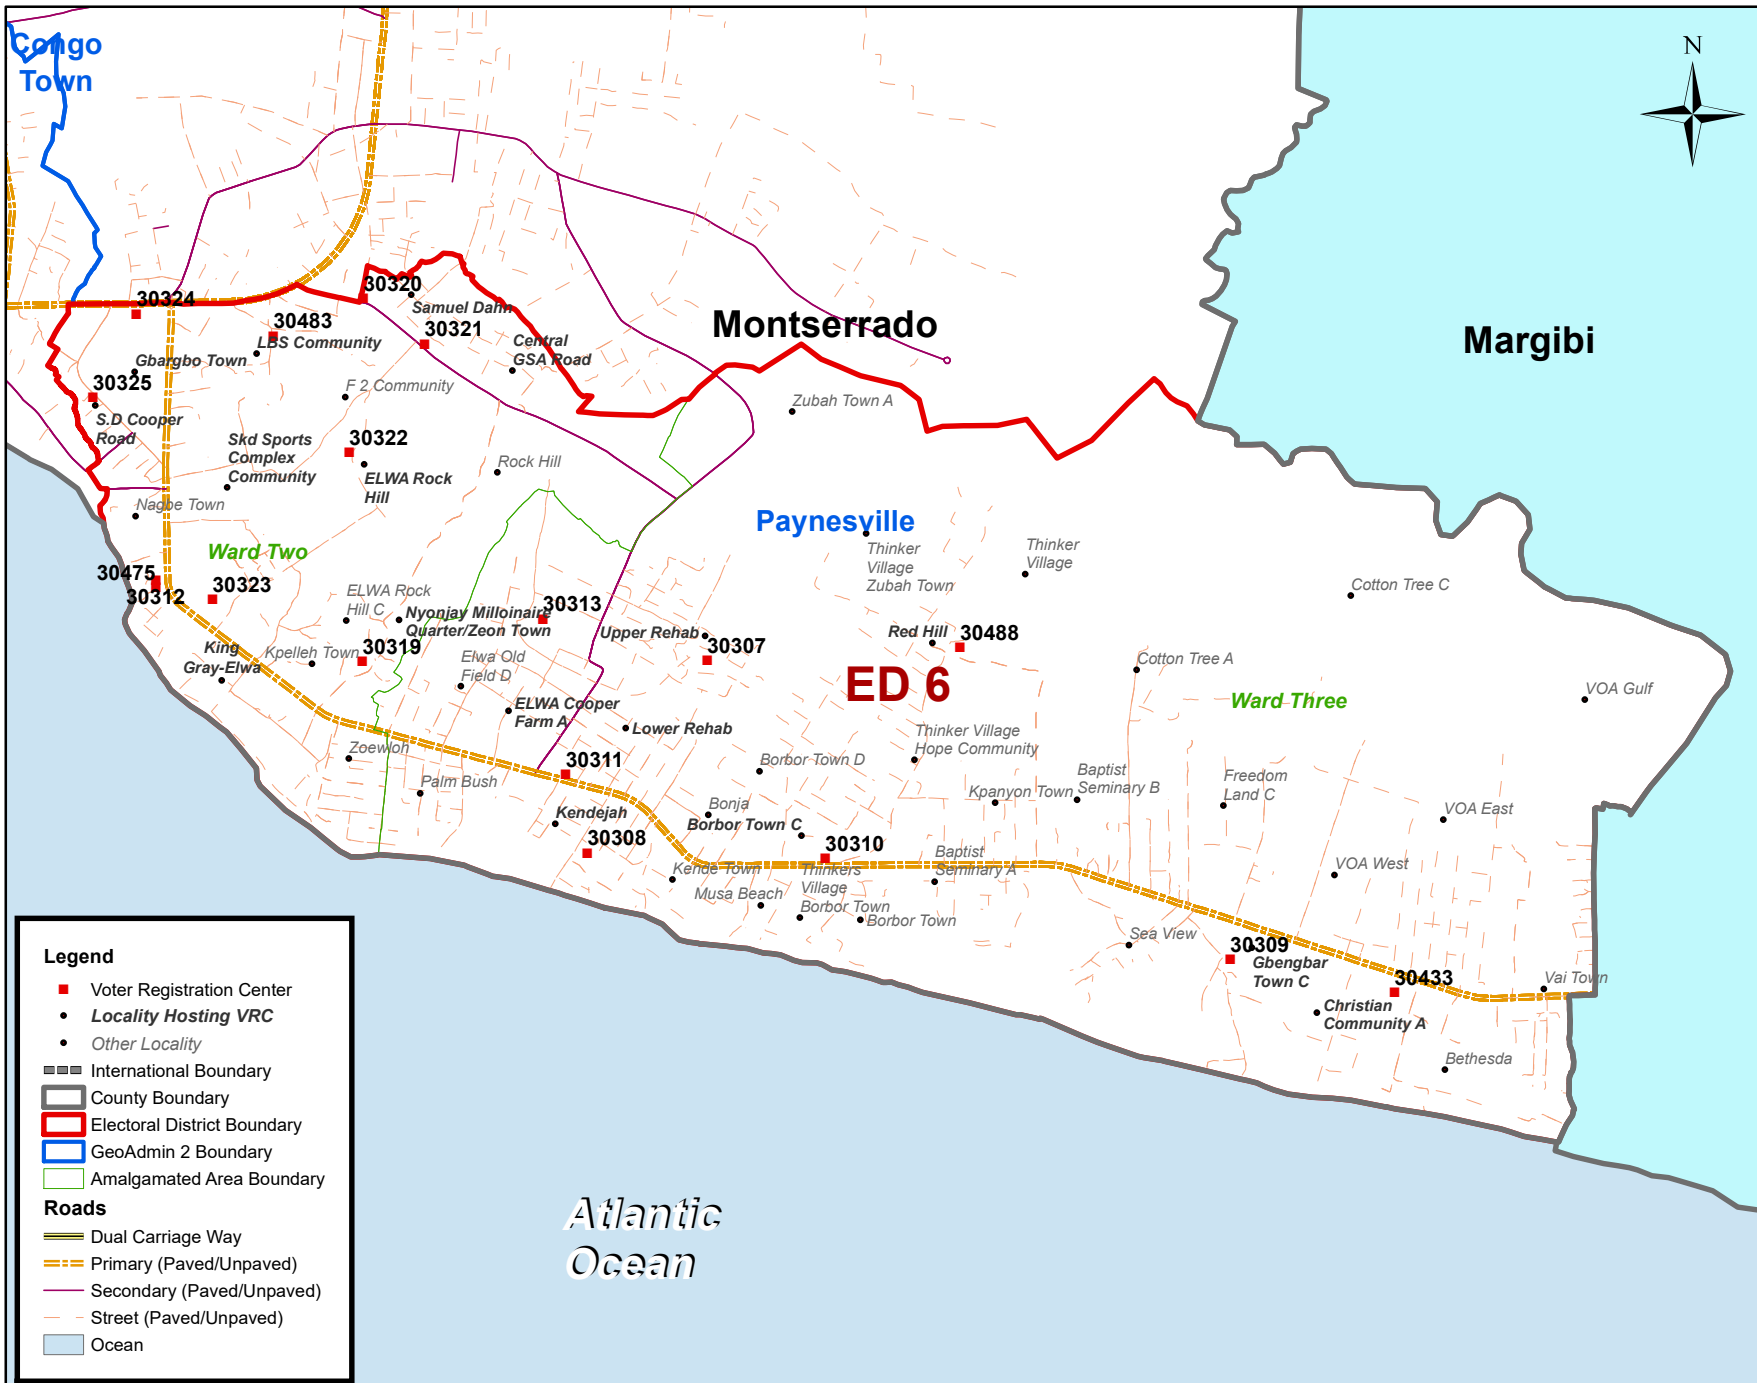 Congo
Town
N
30324
30320
Samuel Dahn
30483
LBS Community
30321
Central
GSA Road
Montserrado
Margibi
Gbargbo Town
30325
S.D Cooper
Road
F 2 Community
Zubah Town A
Skd Sports
Complex
Community
30322
ELWA Rock
Hill
Rock Hill
Nagbe Town
Paynesville
Thinker
Village
Zubah Town
Thinker
Village
Ward Two
30475
30312
30323
ELWA Rock
Hill C
Nyonjay Milloinaire
Quarter/Zeon Town
30313
Upper Rehab
30307
Red Hill
30488
Cotton Tree C
King
Gray-Elwa
Kpelleh Town
30319
Elwa Old
Field D
ED 6
Cotton Tree A
Ward Three
VOA Gulf
ELWA Cooper
Farm A
Lower Rehab
Zoewloh
Palm Bush
30311
Borbor Town D
Thinker Village
Hope Community
Kpanyon Town
Baptist
Seminary B
Freedom
Land C
VOA East
Kendejah
30308
Bonja
Borbor Town C
30310
Baptist
Seminary A
VOA West
Kende Town
Musa Beach
Thinkers
Village
Borbor Town
Borbor Town
Sea View
30309
Gbengbar
Town C
30433
Christian
Community A
Vai Town
Bethesda
Atlantic
Ocean
Legend
Voter Registration Center
Locality Hosting VRC
Other Locality
International Boundary
County Boundary
Electoral District Boundary
GeoAdmin 2 Boundary
Amalgamated Area Boundary
Roads
Dual Carriage Way
Primary (Paved/Unpaved)
Secondary (Paved/Unpaved)
Street (Paved/Unpaved)
Ocean